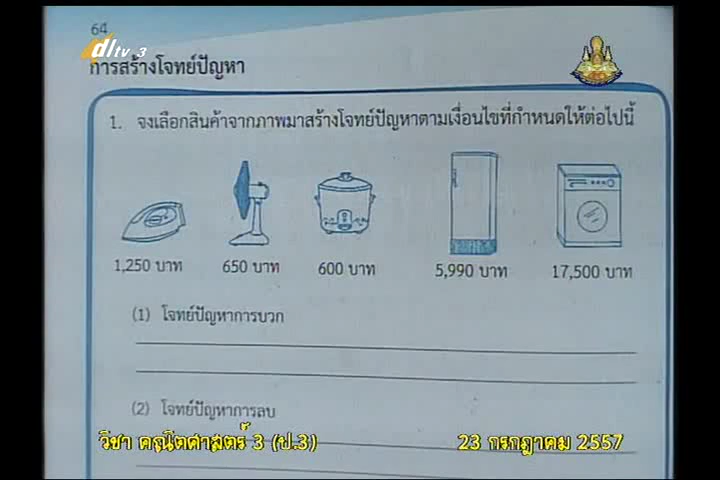 64
dltv 3
การสร้างโจทย์ปัญหา
1. จงเลือกสินค้าจากภาพมาสร้างโจทย์ปัญหาตามเงื่อนไขที่กำหนดให้ต่อไปนี้
1,250 บาท 650 บาท 600 บาท 5,990 บาท 17,500 บาท
(1) โจทย์ปัญหาการบวก
(2) โจทย์ปัญหาการลบ
วิชา คณิตศาสตร์ 3 (ป.3) 23 กรกฎาคม 2557